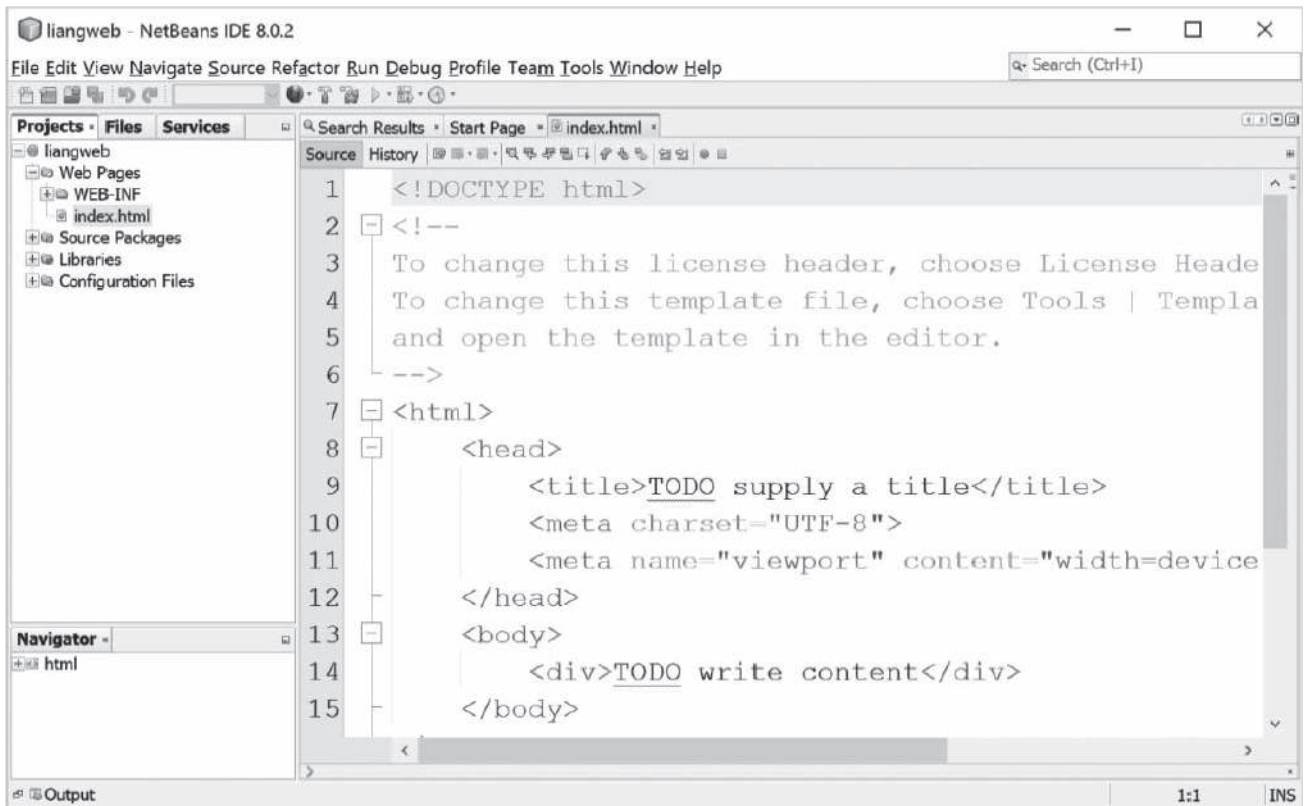 liangweb - NetBeans IDE 8.0.2
File Edit View Navigate Source Refactor Run Debug Profile Team Tools Window Help
Search (Ctrl+I)
Projects Files Services
liangweb
Web Pages
WEB-INF
index.html
Source Packages
Libraries
Configuration Files
Navigator
html
Search Results Start Page index.html
Source History
1 <!DOCTYPE html>
2 <!--
3 To change this license header, choose License Heade
4 To change this template file, choose Tools | Templa
5 and open the template in the editor.
6 -->
7 <html>
8 <head>
9 <title>TODO supply a title</title>
10 <meta charset="UTF-8">
11 <meta name="viewport" content="width=device
12 </head>
13 <body>
14 <div>TODO write content</div>
15 </body>
Output
1:1 INS